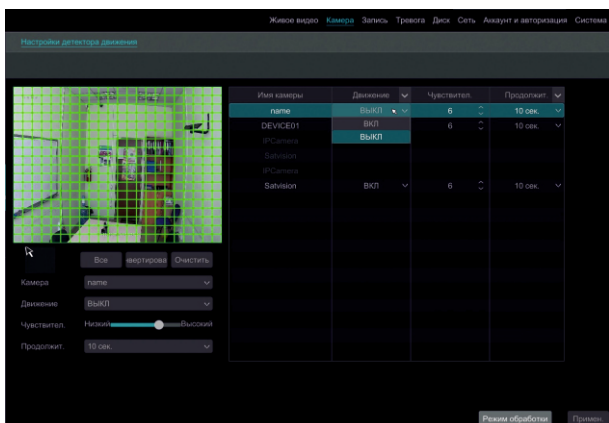 Живое видео Камера Запись Тревога Диск Сеть Аккаунт и авторизация Система
Настройки детектора движения
Имя камеры Движение Чувствител. Продолжит.
name ВЫКЛ 6 10 сек.
DEVICE01 ВКЛ 6 10 сек.
IPCamera ВЫКЛ
Satvision
IPCamera
Satvision ВКЛ 6 10 сек.
Все нвертирова Очистить
Камера name
Движение ВЫКЛ
Чувствител. Низкий Высокий
Продолжит. 10 сек.
Режим обработки Примен.